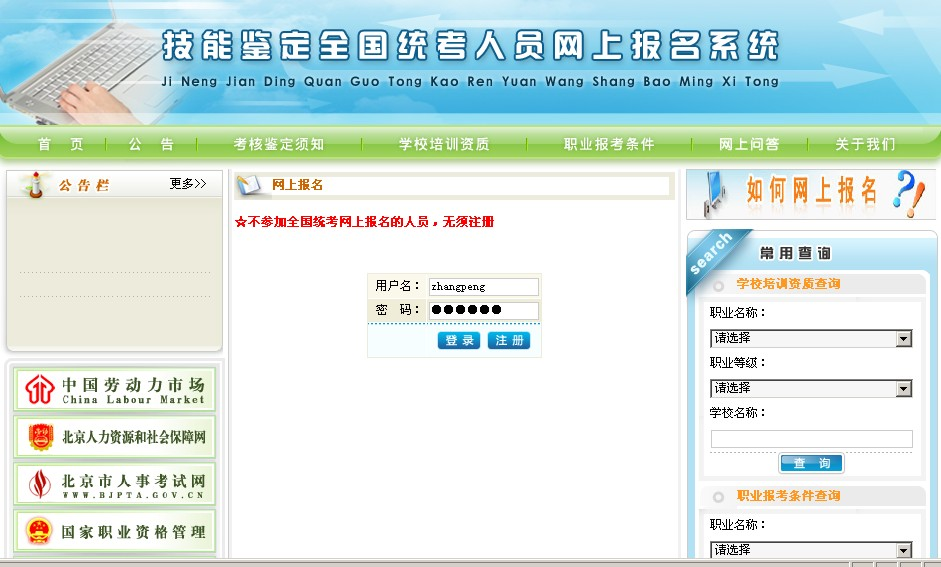 技能鉴定全国统考人员网上报名系统
Ji Neng Jian Ding Quan Guo Tong Kao Ren Yuan Wang Shang Bao Ming Xi Tong
首 页 公 告 考核鉴定须知 学校培训资质 职业报考条件 网上问答 关于我们
公告栏 更多>>
中国劳动力市场
China Labour Market
北京人力资源和社会保障网
北京市人事考试网
WWW.BJPTA.GOV.CN
国家职业资格管理
网上报名
☆不参加全国统考网上报名的人员，无须注册
用户名： zhangpeng
密 码： ●●●●●●
登 录 注 册
如何网上报名
search
常用查询
学校培训资质查询
职业名称：
请选择
职业等级：
请选择
学校名称：
查 询
职业报考条件查询
职业名称：
请选择